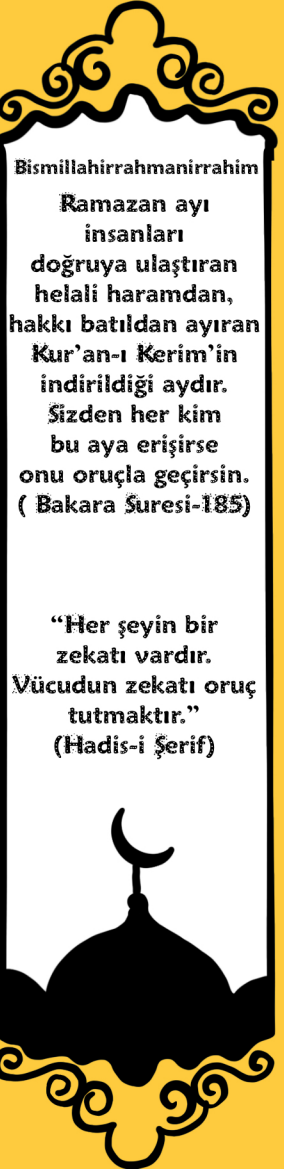 Bismillahirrahmanirrahim
Ramazan ayı
insanları
doğruya ulaştıran
helali haramdan,
hakkı batıldan ayıran
Kur’an-ı Kerim’in
indirildiği aydır.
Sizden her kim
bu aya erişirse
onu oruçla geçirsin.
( Bakara Suresi-185)
“Her şeyin bir
zekatı vardır.
Vücudun zekatı oruç
tutmaktır.”
(Hadis-i Şerif)